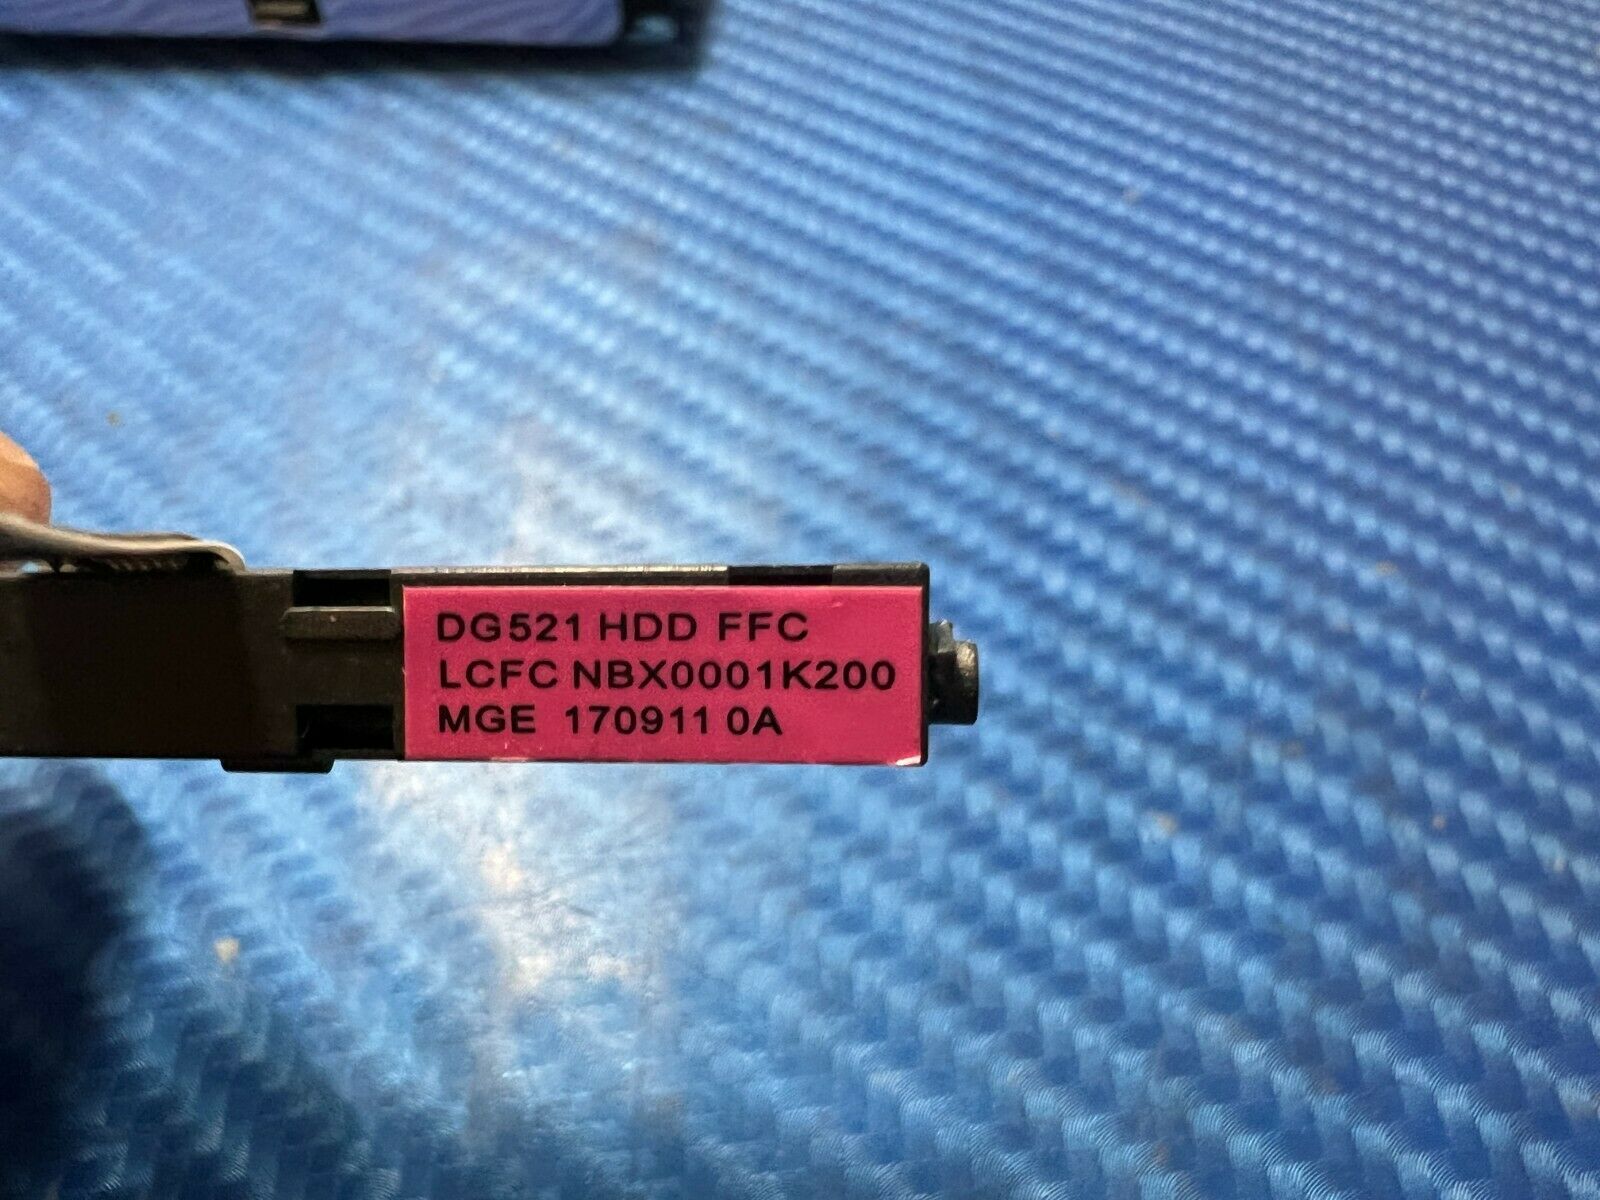 DG521 HDD FFC
LCFC NBX0001K200
MGE 170911 0A